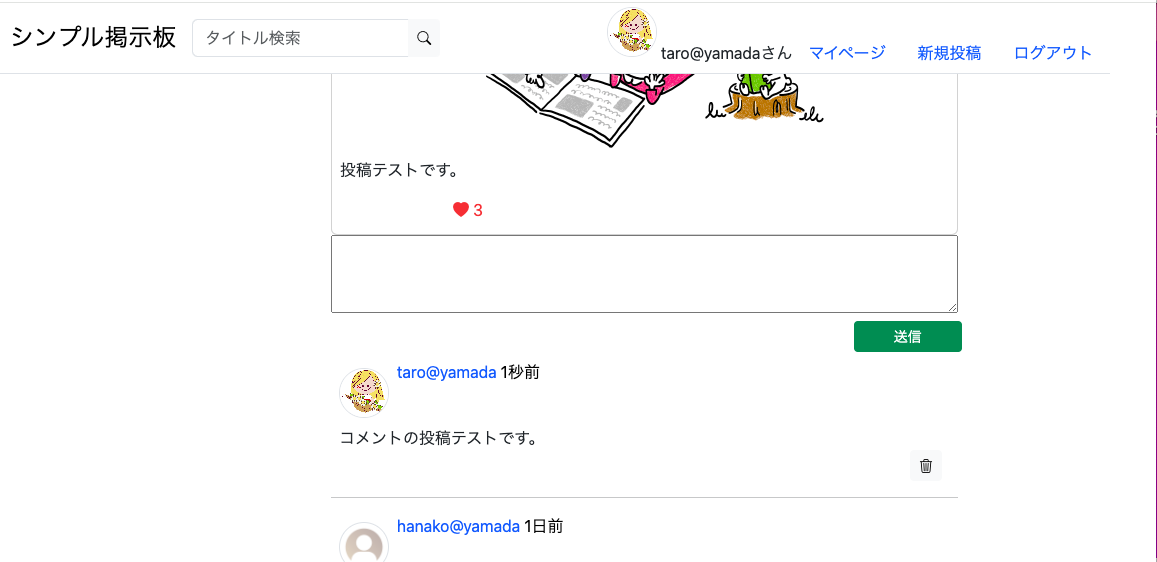 シンプル掲示板
タイトル検索
taro@yamadaさん マイページ 新規投稿 ログアウト
投稿テストです。
3
送信
taro@yamada 1秒前
コメントの投稿テストです。
hanako@yamada 1日前